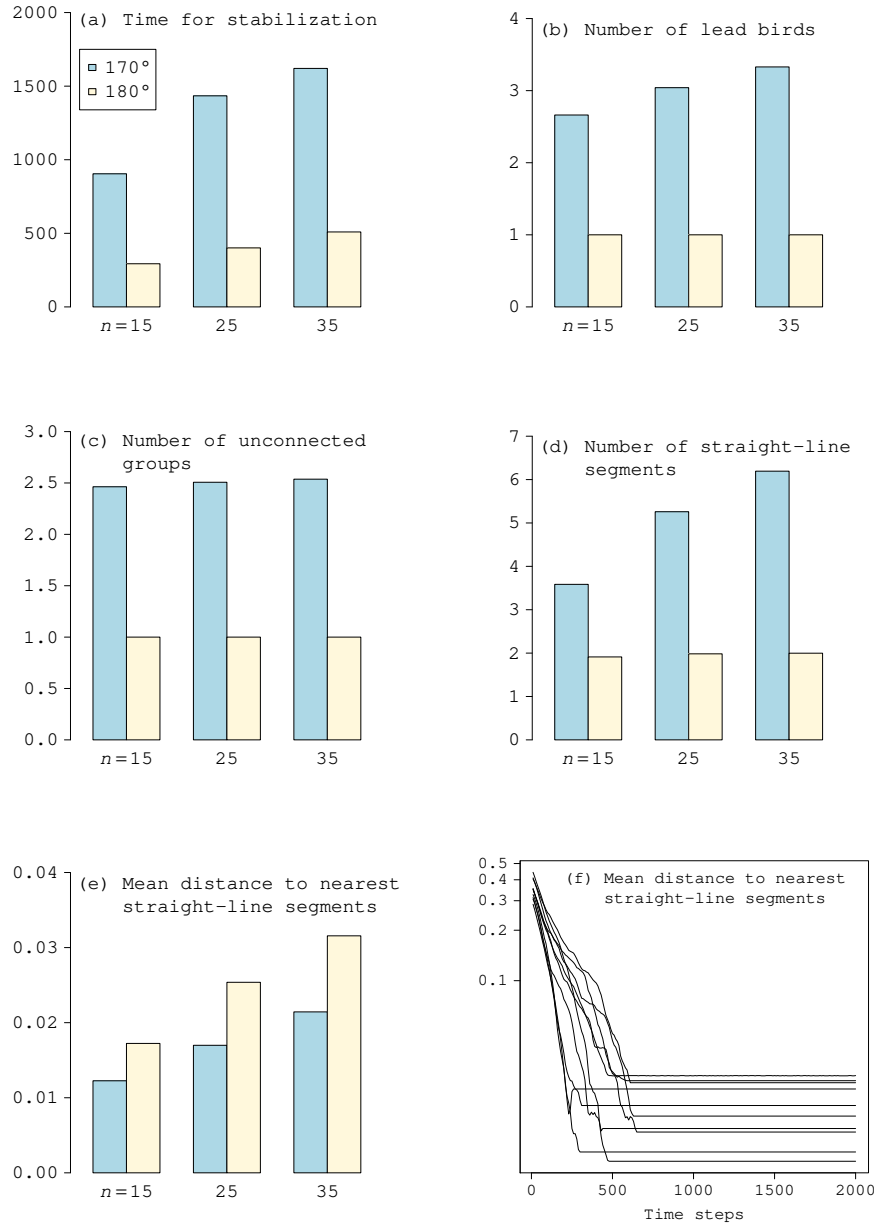 (a) Time for stabilization
2000
1500
1000
500
0
170°
180°
n=15 25 35
(b) Number of lead birds
4
3
2
1
0
n=15 25 35
(c) Number of unconnected
groups
3.0
2.5
2.0
1.5
1.0
0.5
0.0
n=15 25 35
(d) Number of straight-line
segments
7
6
5
4
3
2
1
0
n=15 25 35
(e) Mean distance to nearest
straight-line segments
0.04
0.03
0.02
0.01
0.00
n=15 25 35
(f) Mean distance to nearest
straight-line segments
0.5
0.4
0.3
0.2
0.1
0 500 1000 1500 2000
Time steps